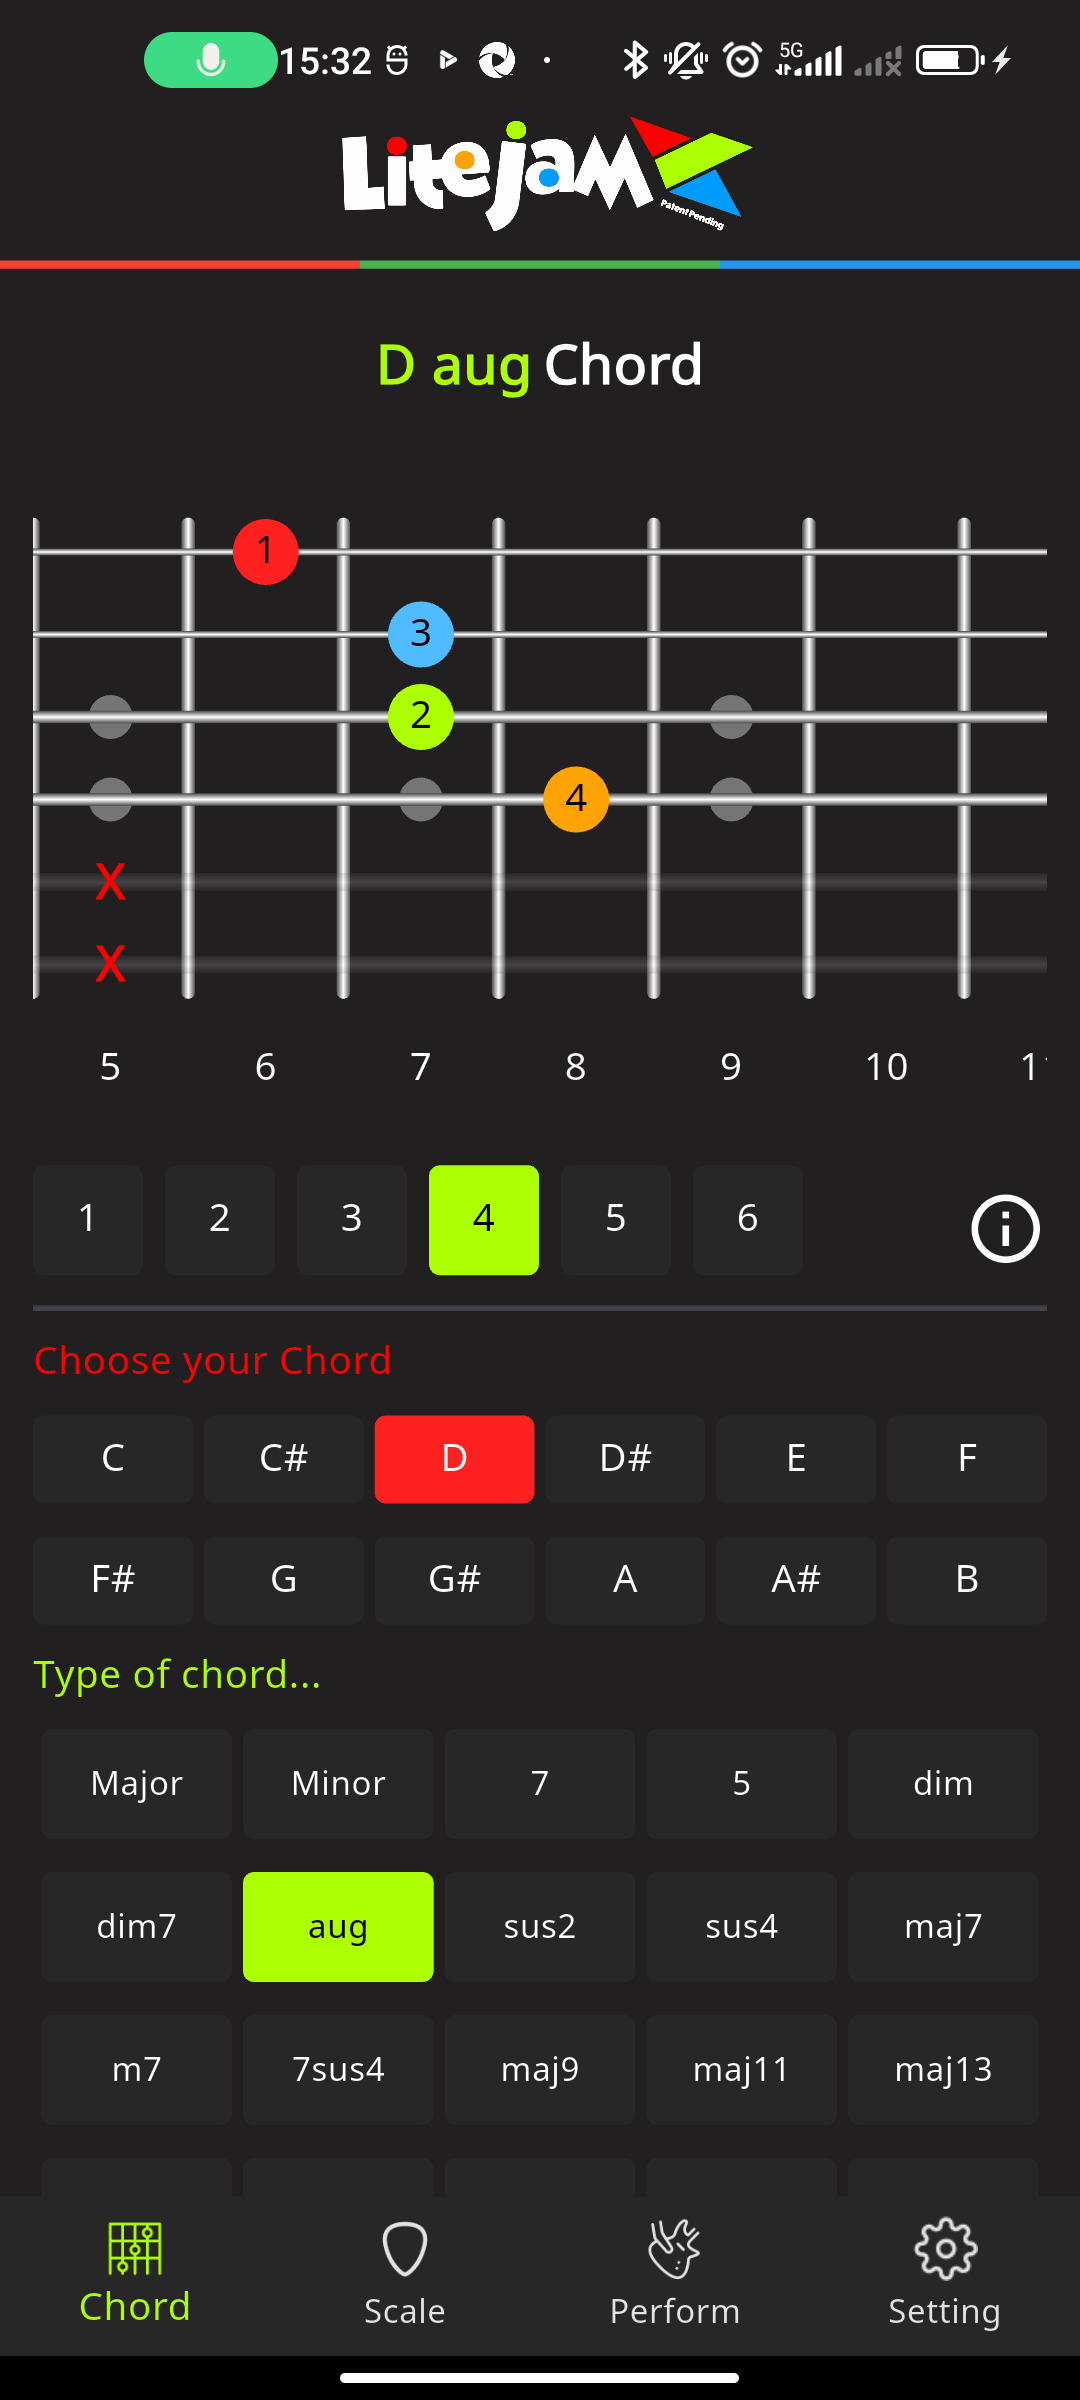 15:32
5G
Litejam
Patent Pending
D aug Chord
1
3
2
4
X
X
5 6 7 8 9 10
1 2 3 4 5 6
Choose your Chord
C C# D D# E F
F# G G# A A# B
Type of chord...
Major Minor 7 5 dim
dim7 aug sus2 sus4 maj7
m7 7sus4 maj9 maj11 maj13
Chord Scale Perform Setting